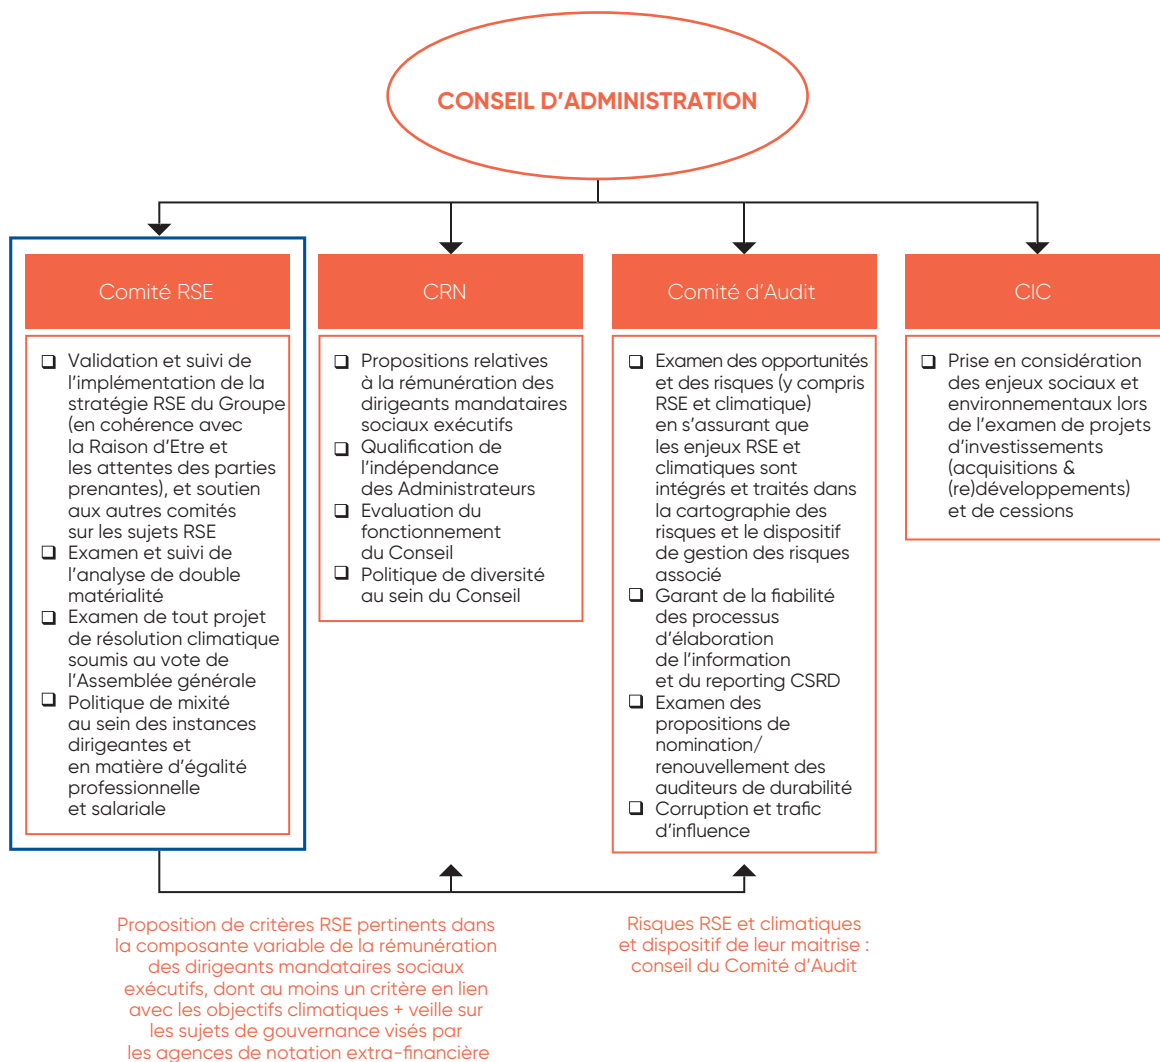 CONSEIL D’ADMINISTRATION
Comité RSE
❑ Validation et suivi de
l’implémentation de la
stratégie RSE du Groupe
(en cohérence avec
la Raison d’Etre et
les attentes des parties
prenantes), et soutien
aux autres comités
sur les sujets RSE
❑ Examen et suivi de
l’analyse de double
matérialité
❑ Examen de tout projet
de résolution climatique
soumis au vote de
l’Assemblée générale
❑ Politique de mixité
au sein des instances
dirigeantes et
en matière d’égalité
professionnelle
et salariale
CRN
❑ Propositions relatives
à la rémunération des
dirigeants mandataires
sociaux exécutifs
❑ Qualification de
l’indépendance
des Administrateurs
❑ Evaluation du
fonctionnement
du Conseil
❑ Politique de diversité
au sein du Conseil
Comité d’Audit
❑ Examen des opportunités
et des risques (y compris
RSE et climatique)
en s’assurant que
les enjeux RSE et
climatiques sont
intégrés et traités dans
la cartographie des
risques et le dispositif
de gestion des risques
associé
❑ Garant de la fiabilité
des processus
d’élaboration
de l’information
et du reporting CSRD
❑ Examen des
propositions de
nomination/
renouvellement des
auditeurs de durabilité
❑ Corruption et trafic
d’influence
CIC
❑ Prise en considération
des enjeux sociaux et
environnementaux lors
de l’examen de projets
d’investissements
(acquisitions &
(re)développements)
et de cessions
Proposition de critères RSE pertinents dans
la composante variable de la rémunération
des dirigeants mandataires sociaux
exécutifs, dont au moins un critère en lien
avec les objectifs climatiques + veille sur
les sujets de gouvernance visés par
les agences de notation extra-financière
Risques RSE et climatiques
et dispositif de leur maitrise :
conseil du Comité d’Audit